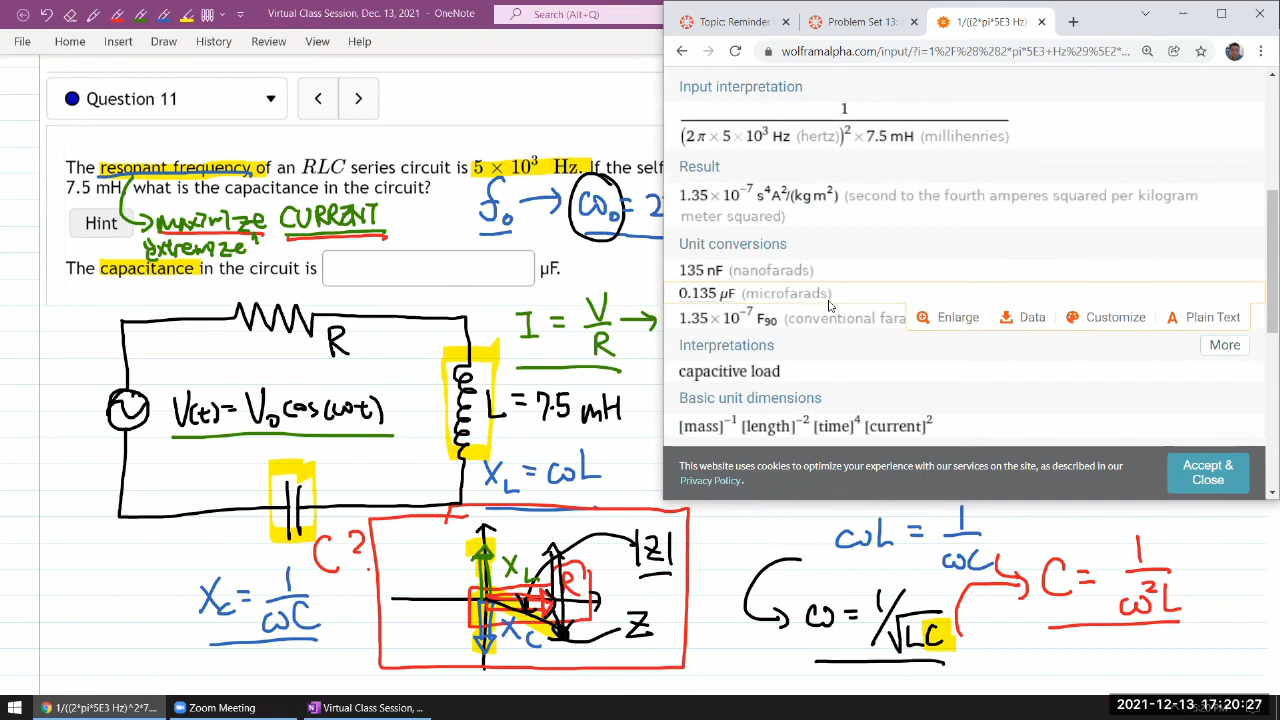 Virtual Class Session, Dec. 13, 2021 - OneNote
Search (Alt+Q)
Home
Insert
Draw
History
Review
View
Help
Question 11
The resonant frequency of an RLC series circuit is 5 × 10³ Hz. If the self
7.5 mH, what is the capacitance in the circuit?
Hint
maximize CURRENT
extremize
f₀ → ω₀ = 2
The capacitance in the circuit is
μF.
R
I = V/R →
V(t) = V₀ cos(ωt)
L = 7.5 mH
X_L = ωL
C?
X_C = 1/ωC
X_L
R
X_C
|Z|
Z
ωL = 1/ωC
ω = 1/√LC
C = 1/ω²L
Topic: Reminder
Problem Set 13:
1/((2*pi*5E3 Hz)
wolframalpha.com/input/?i=1%2F%28%282*pi*5E3+Hz%29%5E2*...
Input interpretation
1
(2 π × 5 × 10³ Hz (hertz))² × 7.5 mH (millihenries)
Result
1.35 × 10⁻⁷ s⁴A²/(kg m²) (second to the fourth amperes squared per kilogram
meter squared)
Unit conversions
135 nF (nanofarads)
0.135 μF (microfarads)
1.35 × 10⁻⁷ F₉₀ (conventional fara
Enlarge
Data
Customize
Plain Text
Interpretations
More
capacitive load
Basic unit dimensions
[mass]⁻¹ [length]⁻² [time]⁴ [current]²
This website uses cookies to optimize your experience with our services on the site, as described in our
Privacy Policy.
Accept &
Close
1/((2*pi*5E3 Hz)^2*7...
Zoom Meeting
Virtual Class Session, ...
2021-12-13 17:20:27